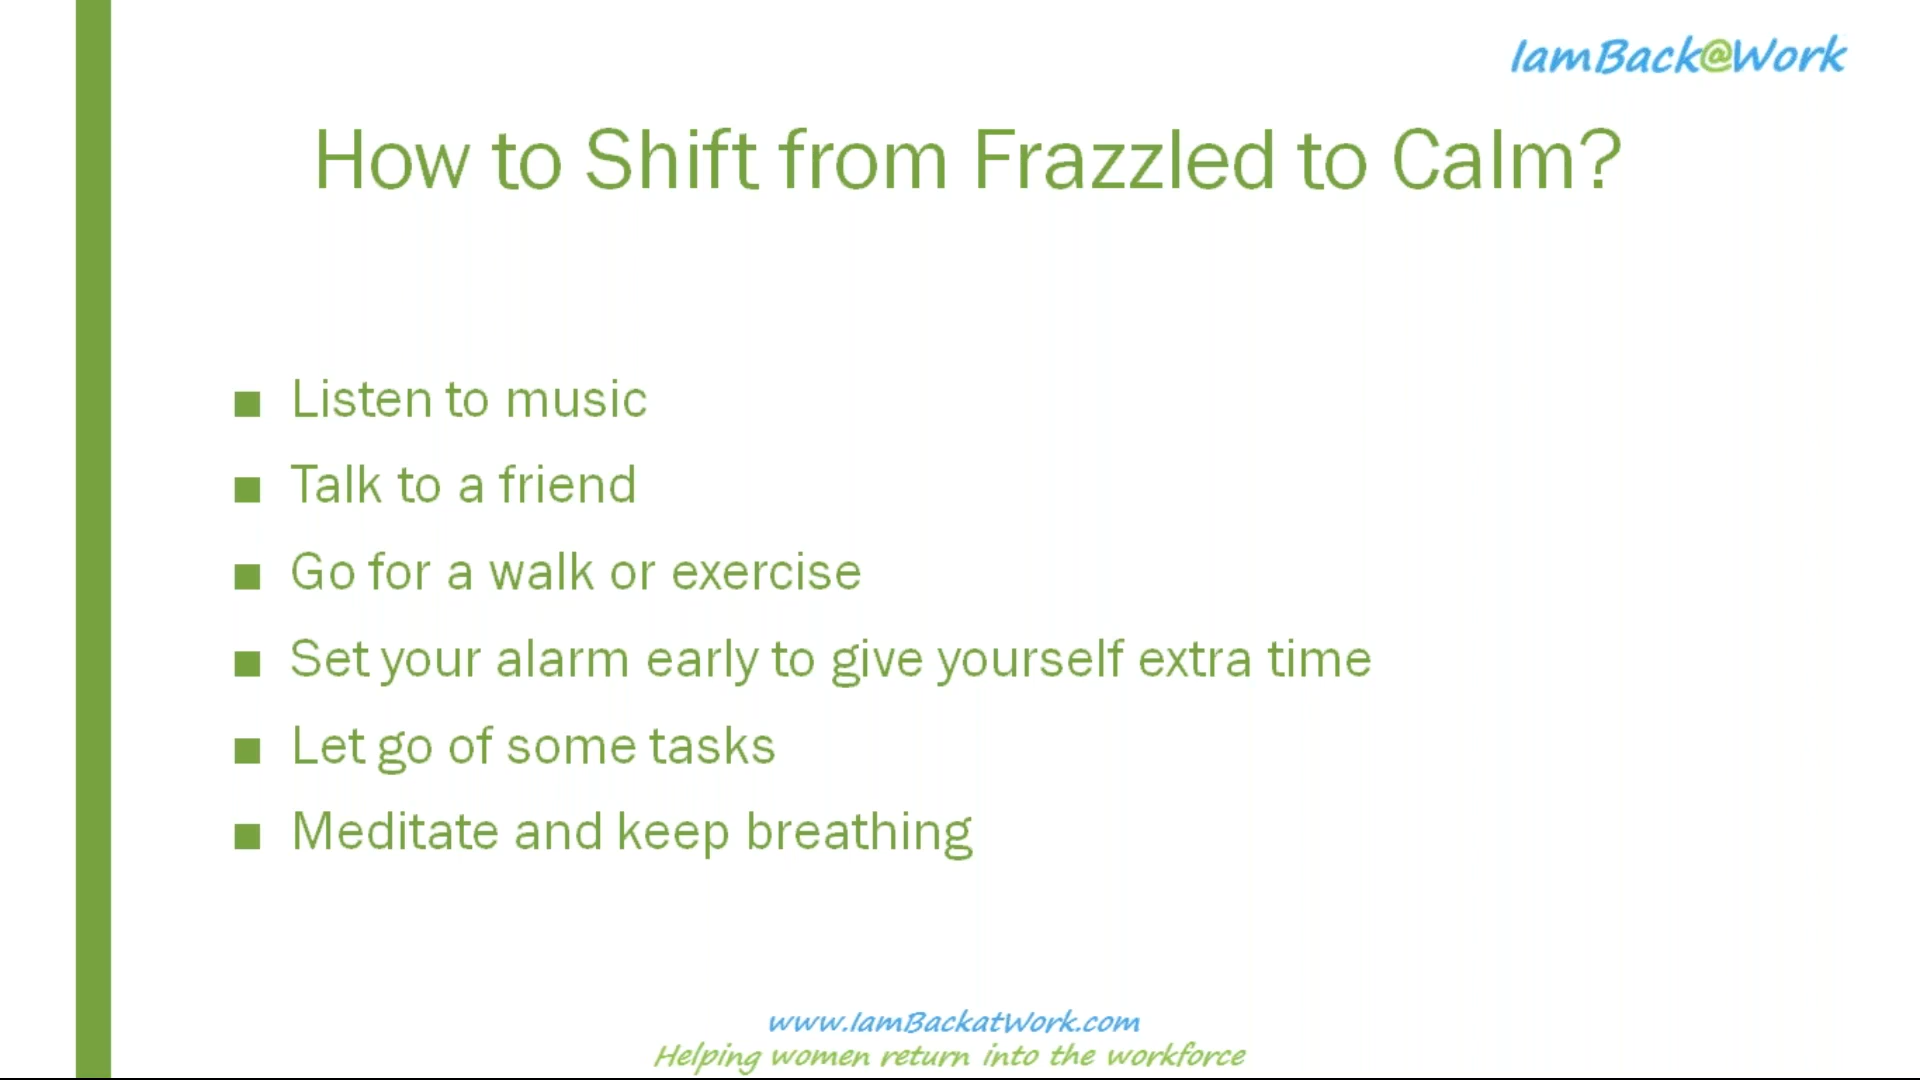 IamBack@Work
How to Shift from Frazzled to Calm?
■ Listen to music
■ Talk to a friend
■ Go for a walk or exercise
■ Set your alarm early to give yourself extra time
■ Let go of some tasks
■ Meditate and keep breathing
www.IamBackatWork.com
Helping women return into the workforce